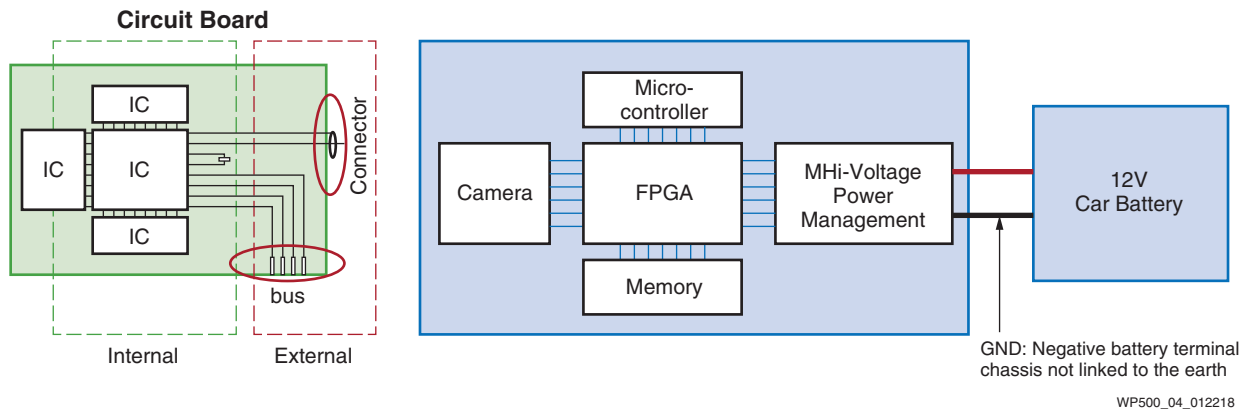 Circuit Board
IC
IC
IC
IC
Connector
bus
Internal
External
Micro-
controller
Camera
FPGA
MHi-Voltage
Power
Management
Memory
12V
Car Battery
GND: Negative battery terminal
chassis not linked to the earth
WP500_04_012218